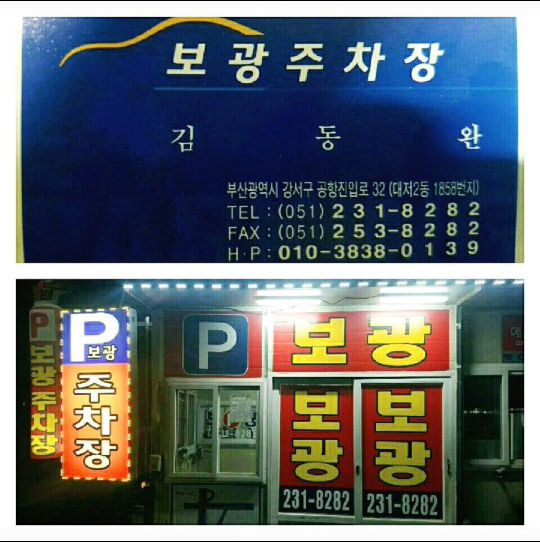 보광주차장
김 동 완
부산광역시 강서구 공항진입로 32 (대저2동 1858번지)
TEL : (051) 231-8282
FAX : (051) 253-8282
H·P : 010-3838-0139
P
보광주차장
P
보광
주차장
P
보광
보광
231-8282
보광
231-8282